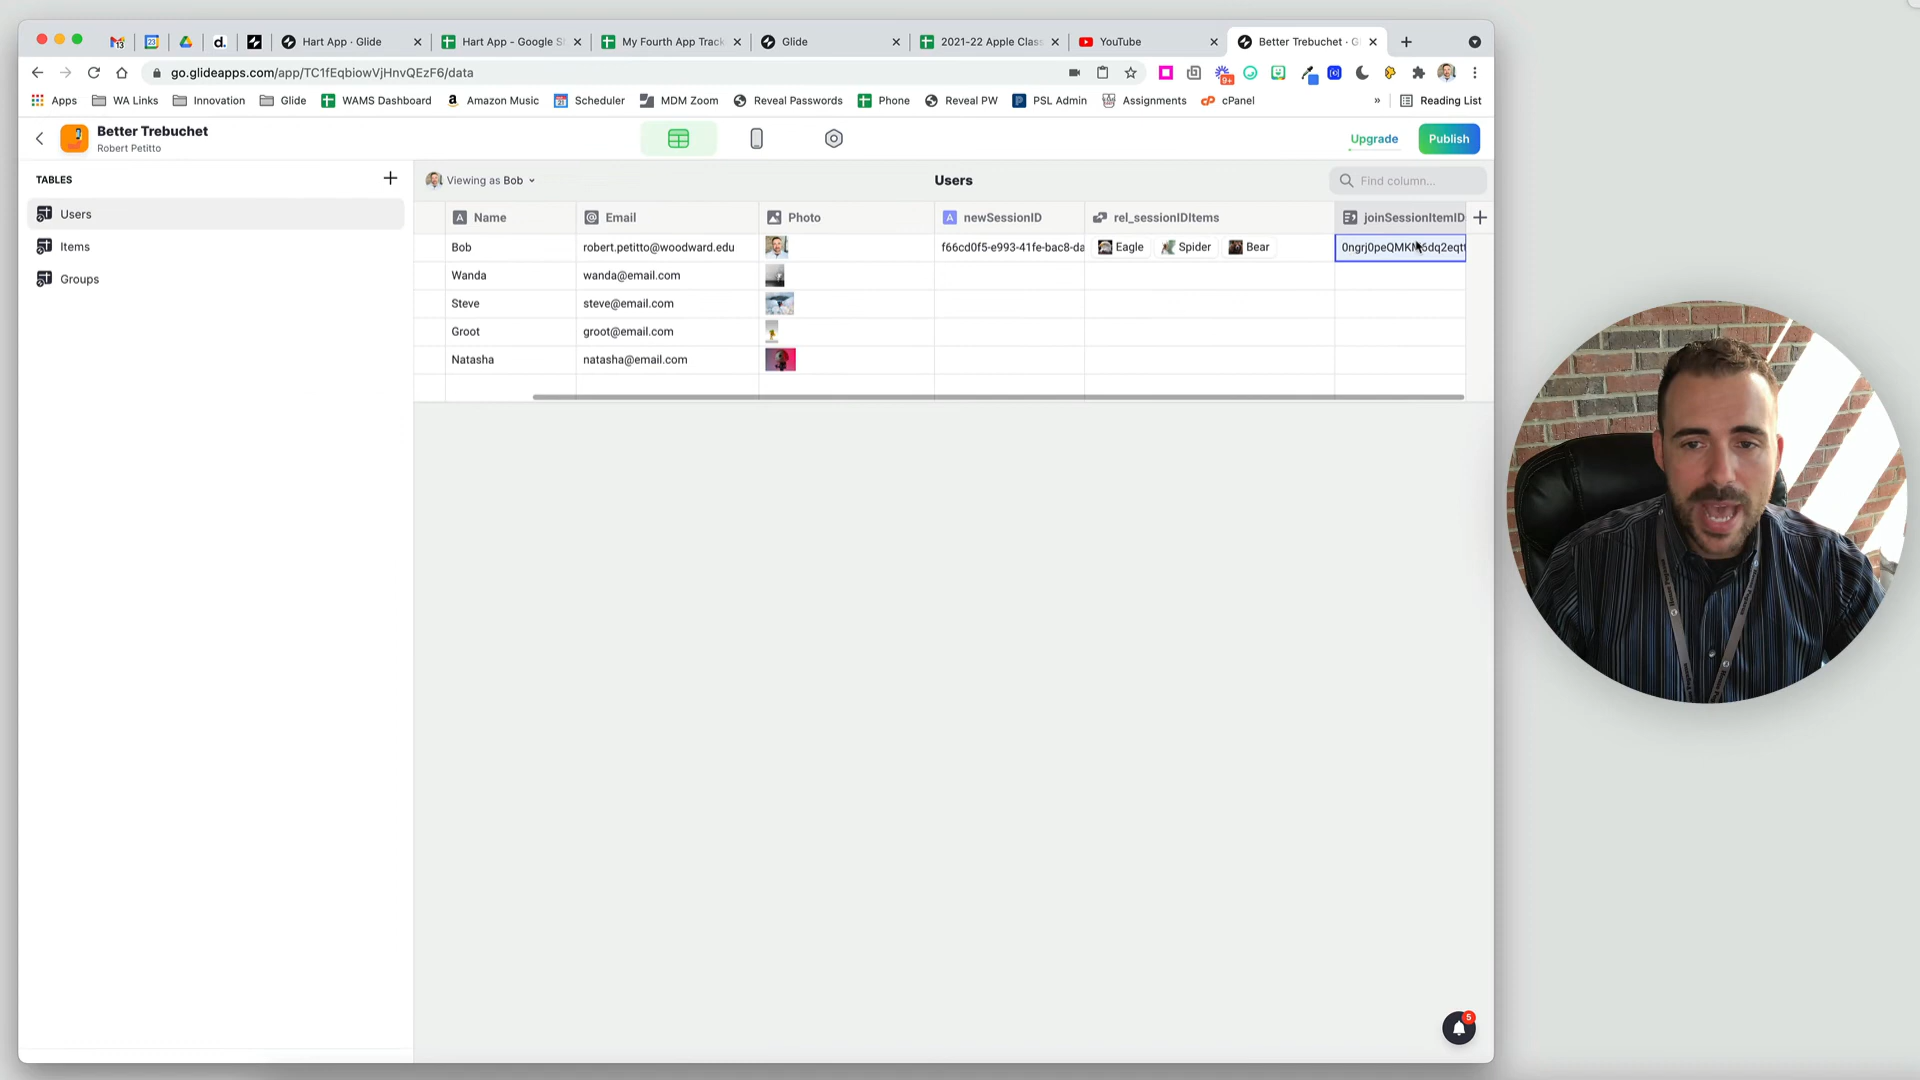 13
23
d.
Hart App · Glide
Hart App - Google S
My Fourth App Track
Glide
2021-22 Apple Class
YouTube
Better Trebuchet · G
go.glideapps.com/app/TC1fEqbiowVjHnvQEzF6/data
9+
Apps
WA Links
Innovation
Glide
WAMS Dashboard
Amazon Music
Scheduler
MDM Zoom
Reveal Passwords
Phone
Reveal PW
PSL Admin
Assignments
cPanel
»
Reading List
Better Trebuchet
Robert Petitto
Upgrade
Publish
TABLES
Users
Items
Groups
Viewing as Bob
Users
Find column...
Name
Email
Photo
newSessionID
rel_sessionIDItems
joinSessionItemID
Bob
robert.petitto@woodward.edu
f66cd0f5-e993-41fe-bac8-da
Eagle
Spider
Bear
Wanda
wanda@email.com
Steve
steve@email.com
Groot
groot@email.com
Natasha
natasha@email.com
5